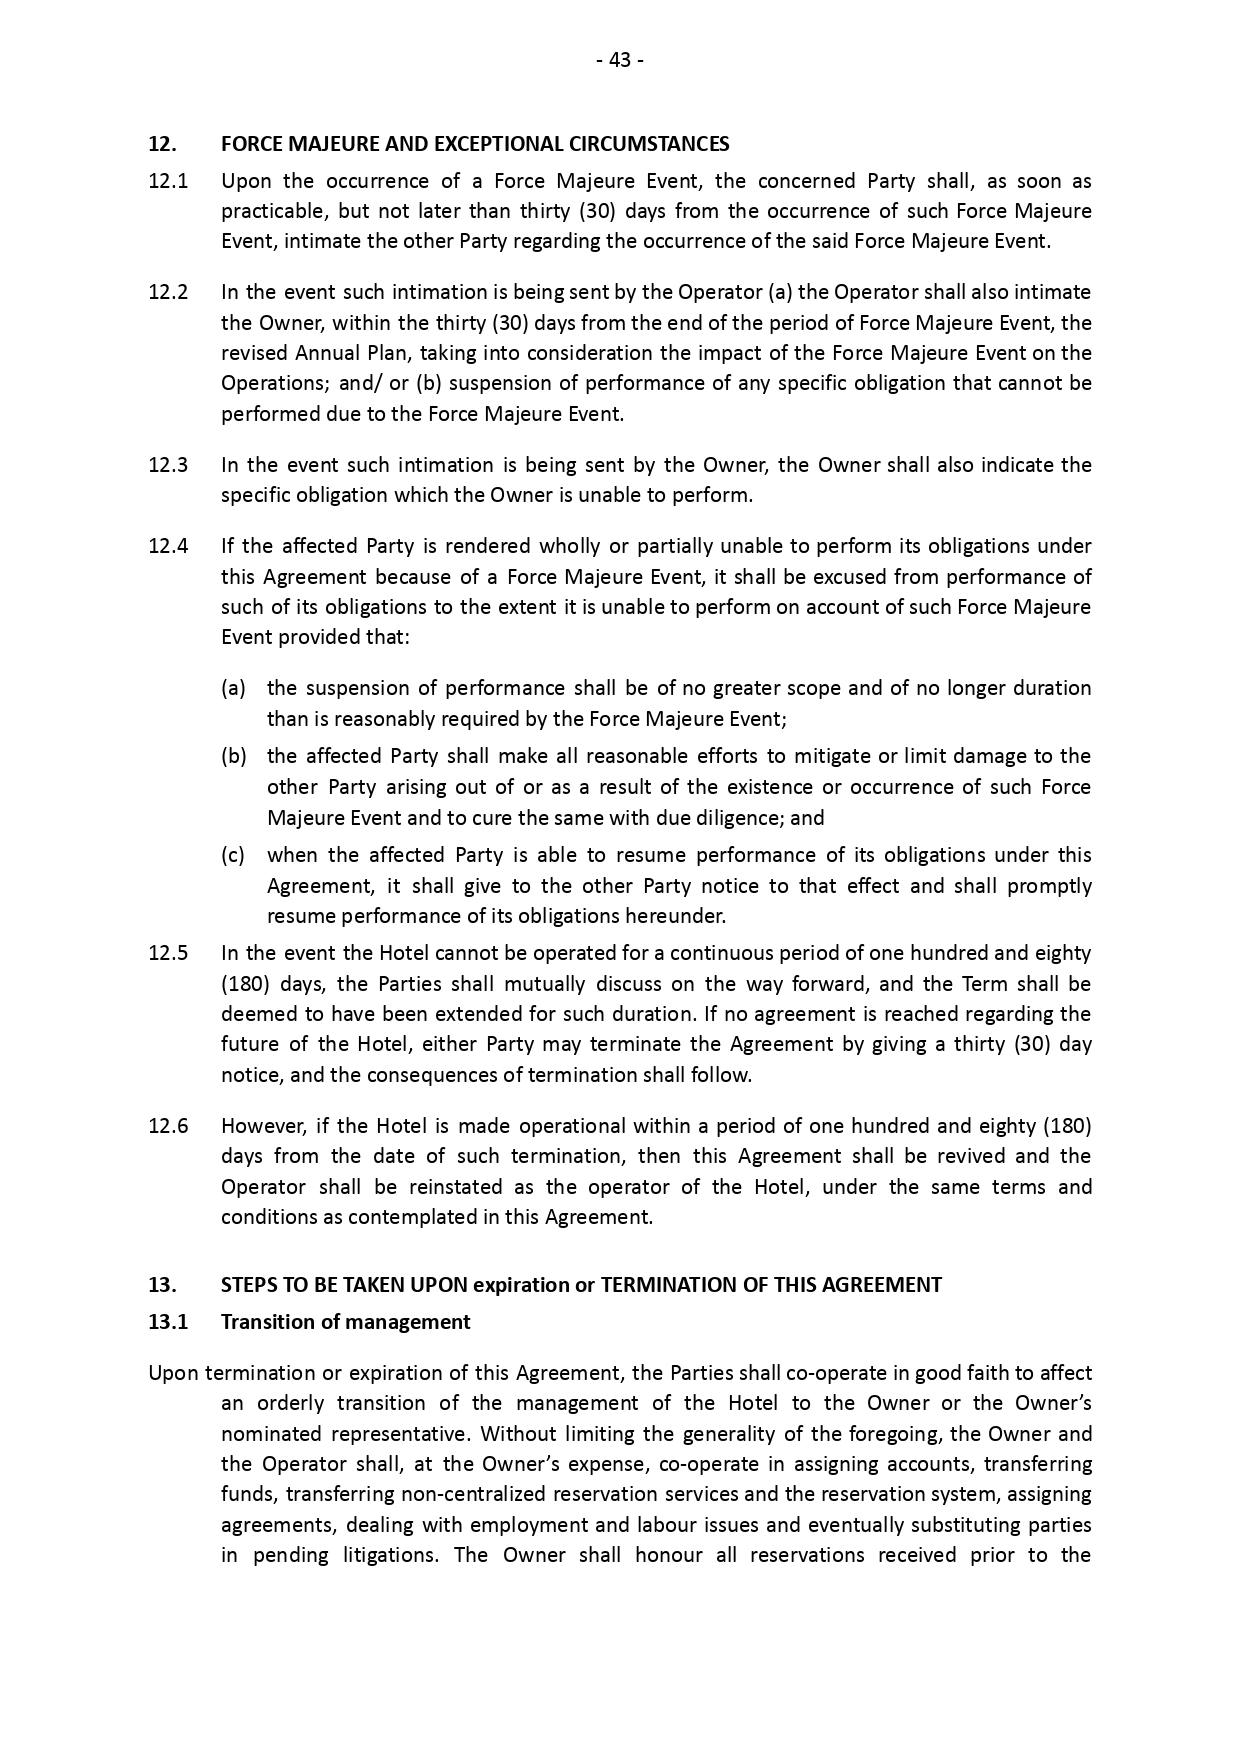 - 43 -
12. FORCE MAJEURE AND EXCEPTIONAL CIRCUMSTANCES
12.1 Upon the occurrence of a Force Majeure Event, the concerned Party shall, as soon as
practicable, but not later than thirty (30) days from the occurrence of such Force Majeure
Event, intimate the other Party regarding the occurrence of the said Force Majeure Event.
12.2 In the event such intimation is being sent by the Operator (a) the Operator shall also intimate
the Owner, within the thirty (30) days from the end of the period of Force Majeure Event, the
revised Annual Plan, taking into consideration the impact of the Force Majeure Event on the
Operations; and/ or (b) suspension of performance of any specific obligation that cannot be
performed due to the Force Majeure Event.
12.3 In the event such intimation is being sent by the Owner, the Owner shall also indicate the
specific obligation which the Owner is unable to perform.
12.4 If the affected Party is rendered wholly or partially unable to perform its obligations under
this Agreement because of a Force Majeure Event, it shall be excused from performance of
such of its obligations to the extent it is unable to perform on account of such Force Majeure
Event provided that:
(a) the suspension of performance shall be of no greater scope and of no longer duration
than is reasonably required by the Force Majeure Event;
(b) the affected Party shall make all reasonable efforts to mitigate or limit damage to the
other Party arising out of or as a result of the existence or occurrence of such Force
Majeure Event and to cure the same with due diligence; and
(c) when the affected Party is able to resume performance of its obligations under this
Agreement, it shall give to the other Party notice to that effect and shall promptly
resume performance of its obligations hereunder.
12.5 In the event the Hotel cannot be operated for a continuous period of one hundred and eighty
(180) days, the Parties shall mutually discuss on the way forward, and the Term shall be
deemed to have been extended for such duration. If no agreement is reached regarding the
future of the Hotel, either Party may terminate the Agreement by giving a thirty (30) day
notice, and the consequences of termination shall follow.
12.6 However, if the Hotel is made operational within a period of one hundred and eighty (180)
days from the date of such termination, then this Agreement shall be revived and the
Operator shall be reinstated as the operator of the Hotel, under the same terms and
conditions as contemplated in this Agreement.
13. STEPS TO BE TAKEN UPON expiration or TERMINATION OF THIS AGREEMENT
13.1 Transition of management
Upon termination or expiration of this Agreement, the Parties shall co-operate in good faith to affect
an orderly transition of the management of the Hotel to the Owner or the Owner’s
nominated representative. Without limiting the generality of the foregoing, the Owner and
the Operator shall, at the Owner’s expense, co-operate in assigning accounts, transferring
funds, transferring non-centralized reservation services and the reservation system, assigning
agreements, dealing with employment and labour issues and eventually substituting parties
in pending litigations. The Owner shall honour all reservations received prior to the